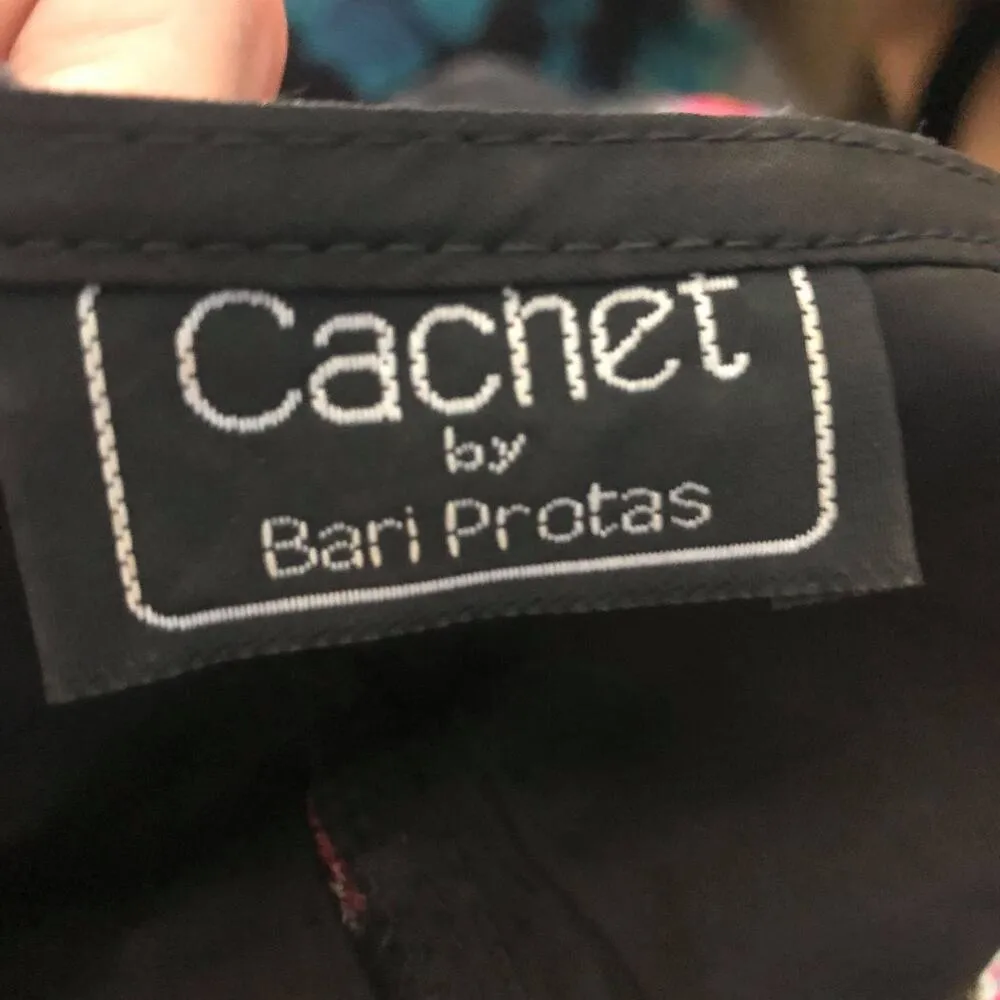 Cachet
by
Bari Protas